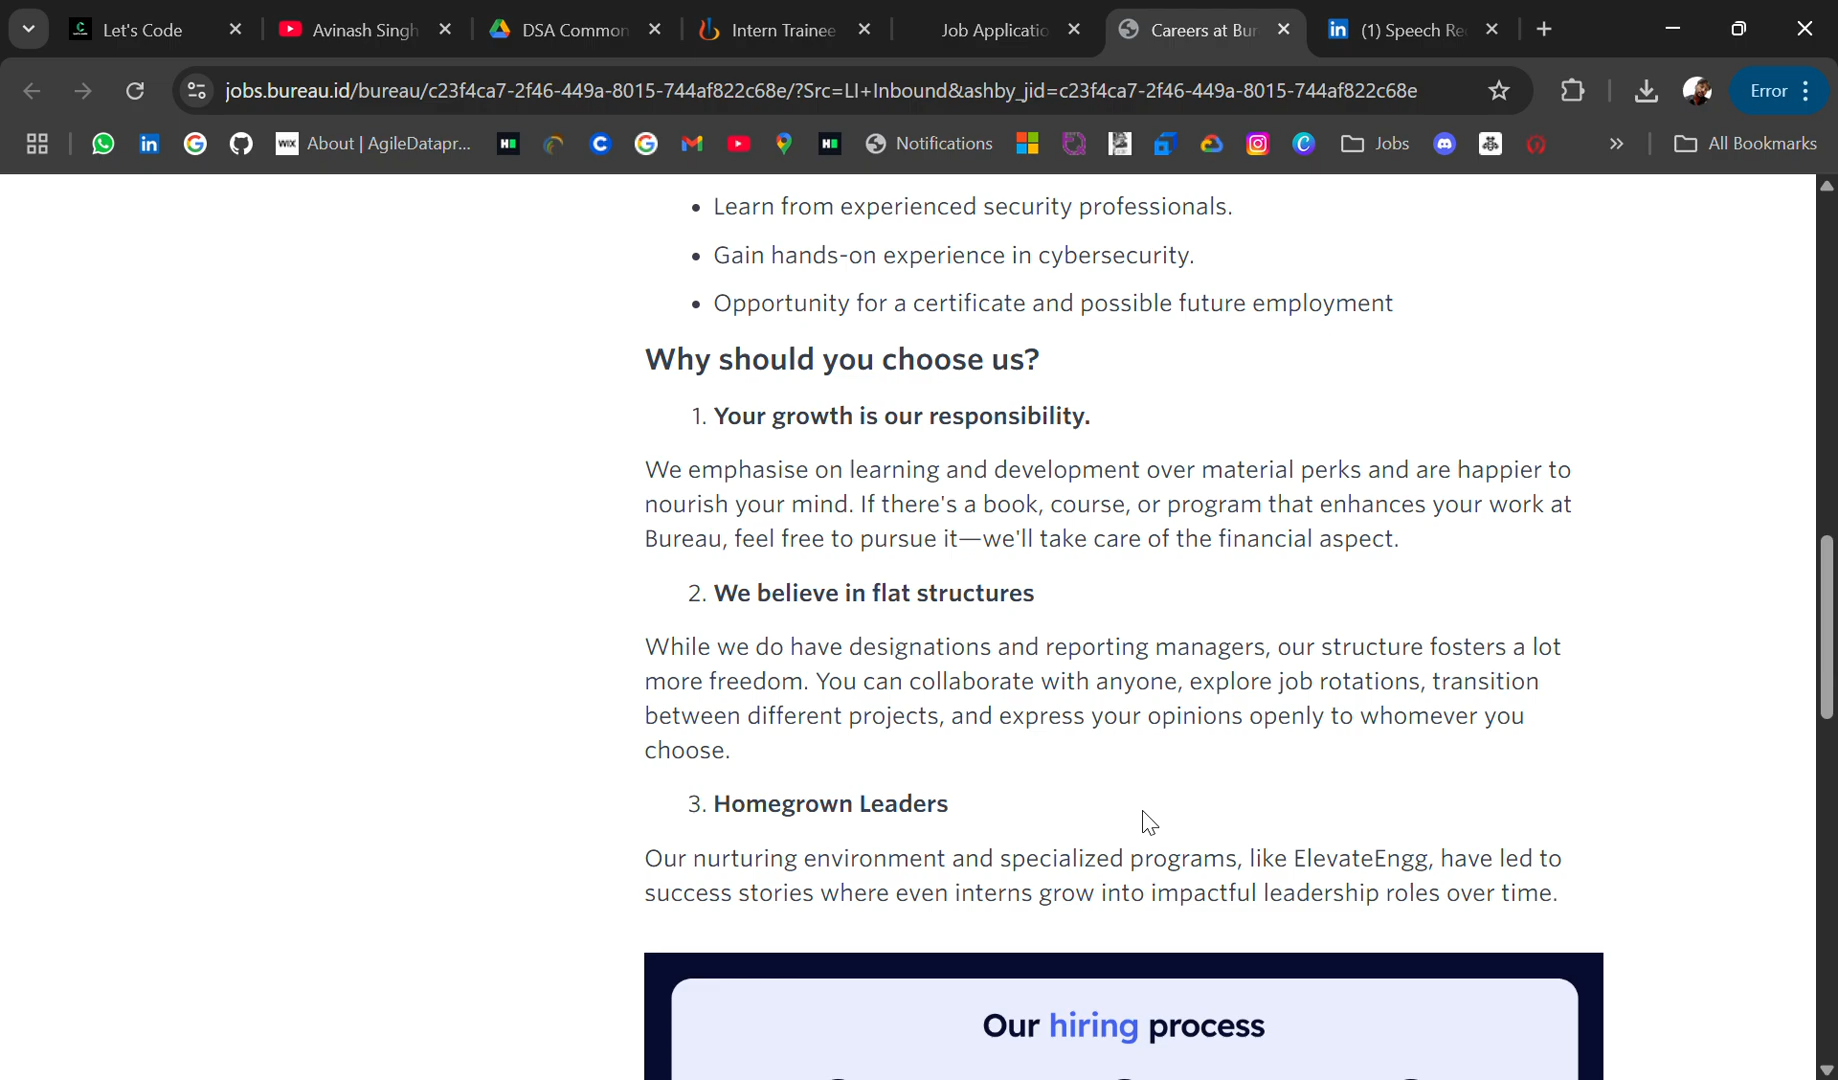 Let's Code
Avinash Singh
DSA Common
Intern Trainee
Job Applicatio
Careers at Bur
(1) Speech Re
jobs.bureau.id/bureau/c23f4ca7-2f46-449a-8015-744af822c68e/?Src=LI+Inbound&ashby_jid=c23f4ca7-2f46-449a-8015-744af822c68e
Error
About | AgileDatapr...
Notifications
Jobs
All Bookmarks
• Learn from experienced security professionals.
• Gain hands-on experience in cybersecurity.
• Opportunity for a certificate and possible future employment
Why should you choose us?
1. Your growth is our responsibility.
We emphasise on learning and development over material perks and are happier to
nourish your mind. If there's a book, course, or program that enhances your work at
Bureau, feel free to pursue it—we'll take care of the financial aspect.
2. We believe in flat structures
While we do have designations and reporting managers, our structure fosters a lot
more freedom. You can collaborate with anyone, explore job rotations, transition
between different projects, and express your opinions openly to whomever you
choose.
3. Homegrown Leaders
Our nurturing environment and specialized programs, like ElevateEngg, have led to
success stories where even interns grow into impactful leadership roles over time.
Our hiring process